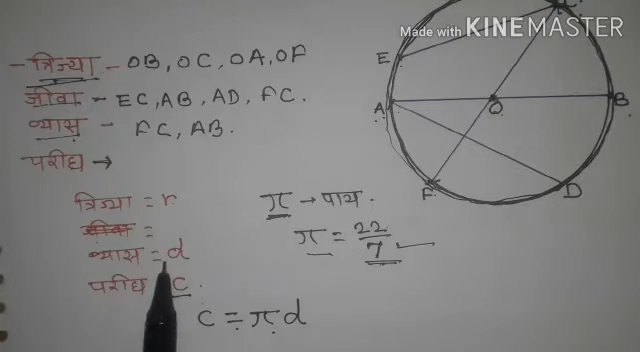 Made with KINEMASTER
- त्रिज्या - OB, OC, OA, OF
जीवा - EC, AB, AD, FC.
व्यास - FC, AB.
परीघ →
त्रिज्या = r
जीवा =
व्यास = d
परीघ C.
π → पाय.
π = 22/7
C = πd
E
A
O
B
F
D